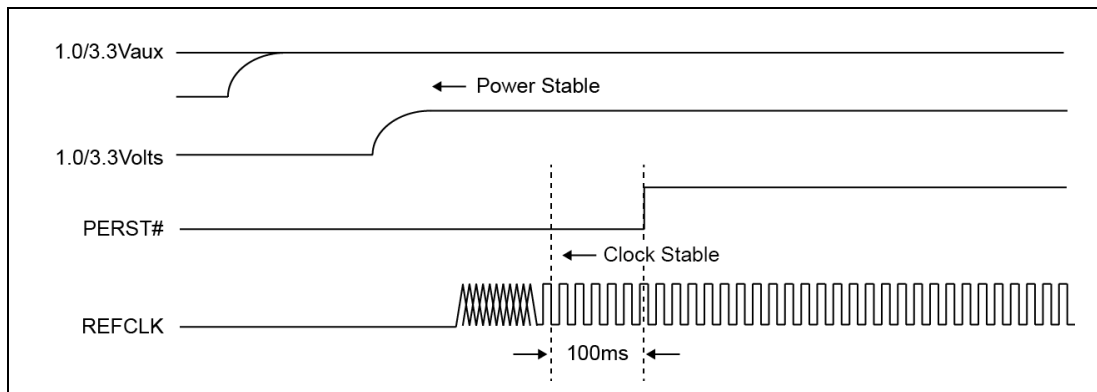 1.0/3.3Vaux
Power Stable
1.0/3.3Volts
PERST#
Clock Stable
REFCLK
100ms